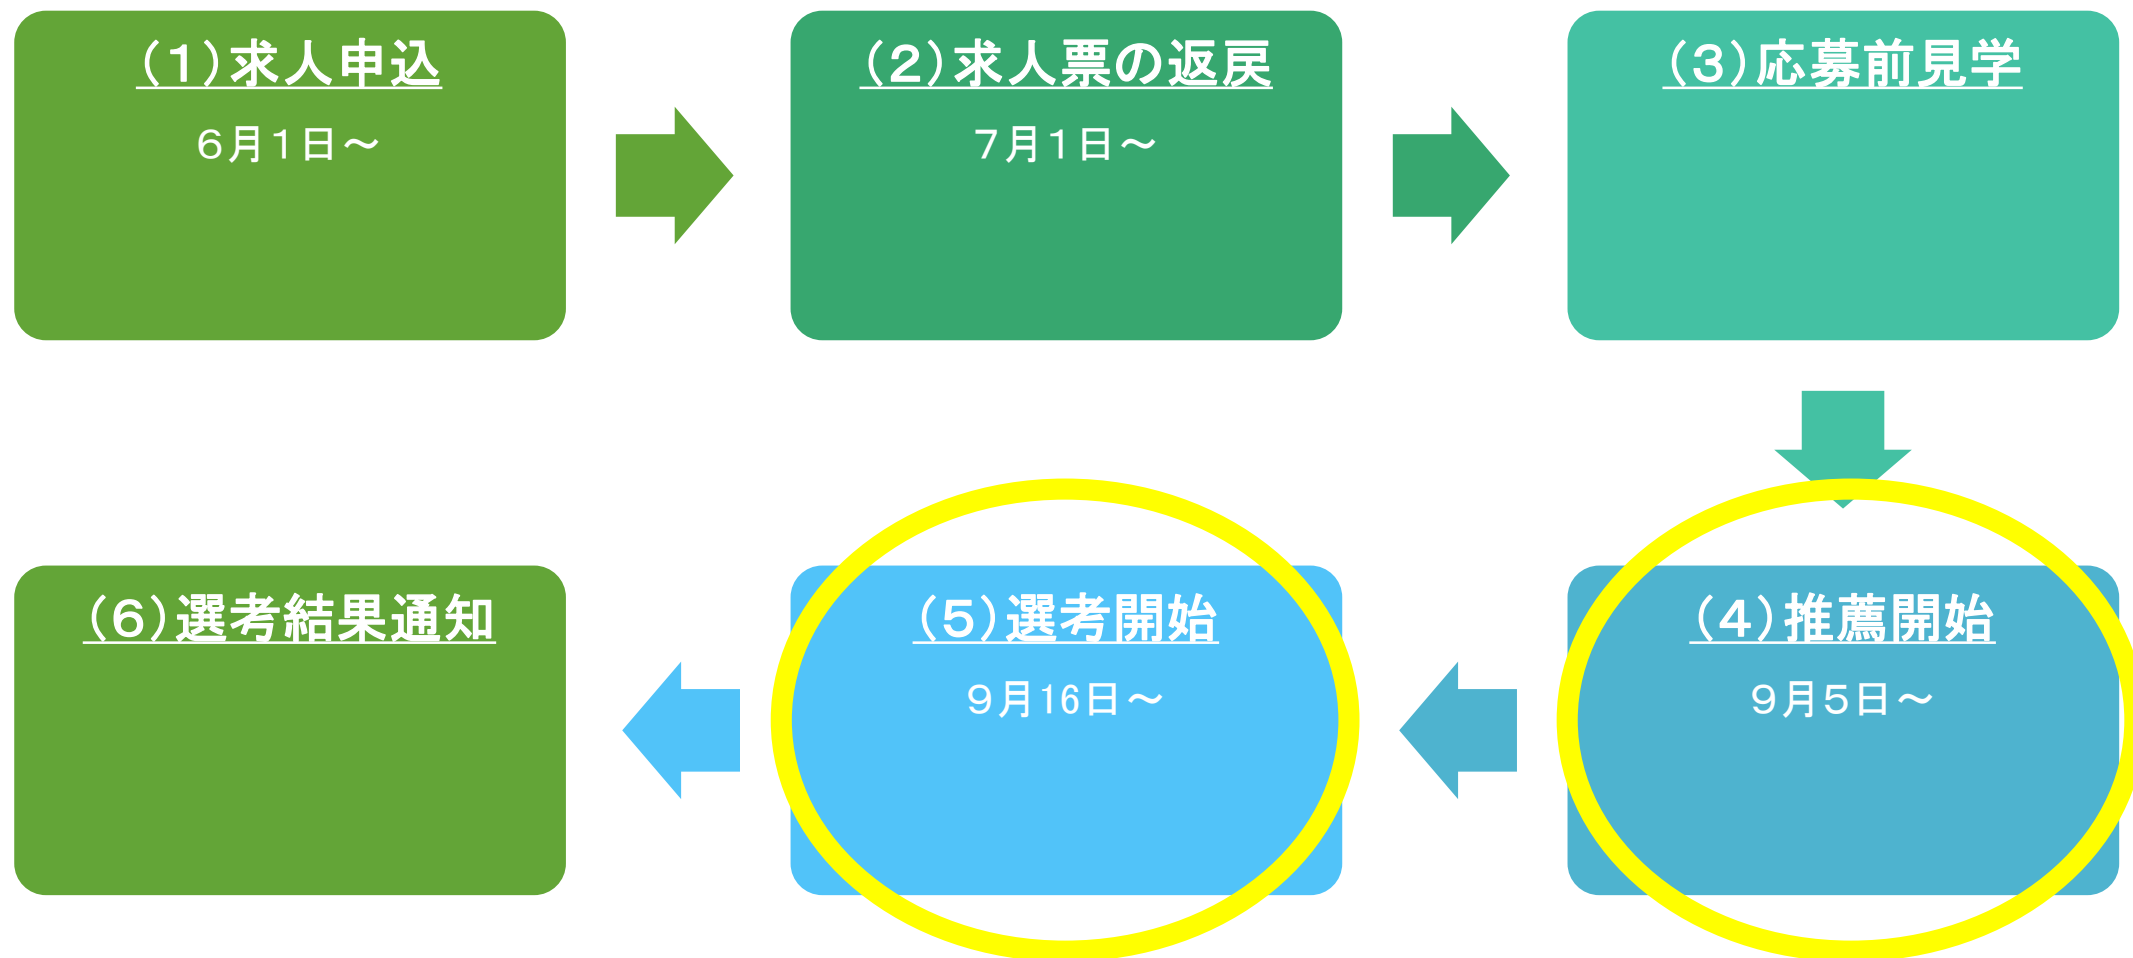 （１）求人申込
６月１日～
（２）求人票の返戻
７月１日～
（３）応募前見学
（４）推薦開始
９月５日～
（５）選考開始
９月16日～
（６）選考結果通知